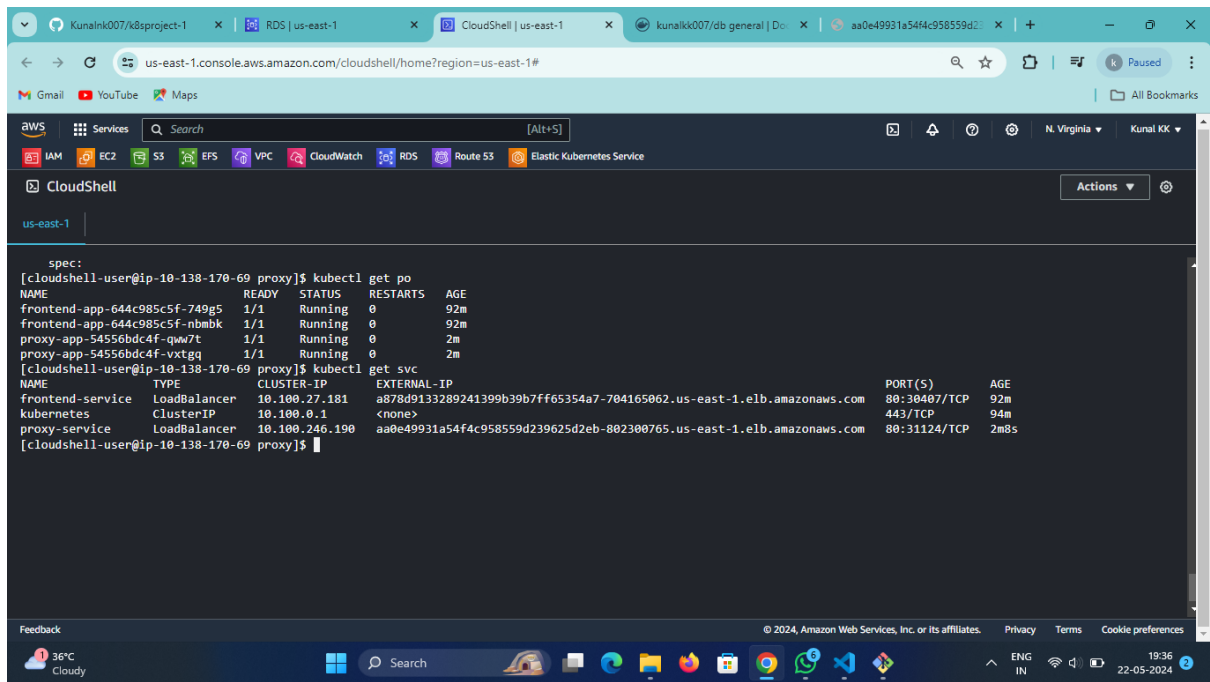 Kunalnk007/k8sproject-1 RDS | us-east-1 CloudShell | us-east-1 kunalkk007/db general | Doc aa0e49931a54f4c958559d23
us-east-1.console.aws.amazon.com/cloudshell/home?region=us-east-1# k Paused
Gmail YouTube Maps All Bookmarks
aws Services Search [Alt+S] N. Virginia Kunal KK
IAM EC2 S3 EFS VPC CloudWatch RDS Route 53 Elastic Kubernetes Service
CloudShell Actions
us-east-1
spec:
[cloudshell-user@ip-10-138-170-69 proxy]$ kubectl get po
NAME READY STATUS RESTARTS AGE
frontend-app-644c985c5f-749g5 1/1 Running 0 92m
frontend-app-644c985c5f-nbmbk 1/1 Running 0 92m
proxy-app-54556bdc4f-qww7t 1/1 Running 0 2m
proxy-app-54556bdc4f-vxtgq 1/1 Running 0 2m
[cloudshell-user@ip-10-138-170-69 proxy]$ kubectl get svc
NAME TYPE CLUSTER-IP EXTERNAL-IP PORT(S) AGE
frontend-service LoadBalancer 10.100.27.181 a878d9133289241399b39b7ff65354a7-704165062.us-east-1.elb.amazonaws.com 80:30407/TCP 92m
kubernetes ClusterIP 10.100.0.1 <none> 443/TCP 94m
proxy-service LoadBalancer 10.100.246.190 aa0e49931a54f4c958559d239625d2eb-802300765.us-east-1.elb.amazonaws.com 80:31124/TCP 2m8s
[cloudshell-user@ip-10-138-170-69 proxy]$
Feedback © 2024, Amazon Web Services, Inc. or its affiliates. Privacy Terms Cookie preferences
1 36°C Search 6 ENG 19:36 2
Cloudy IN 22-05-2024